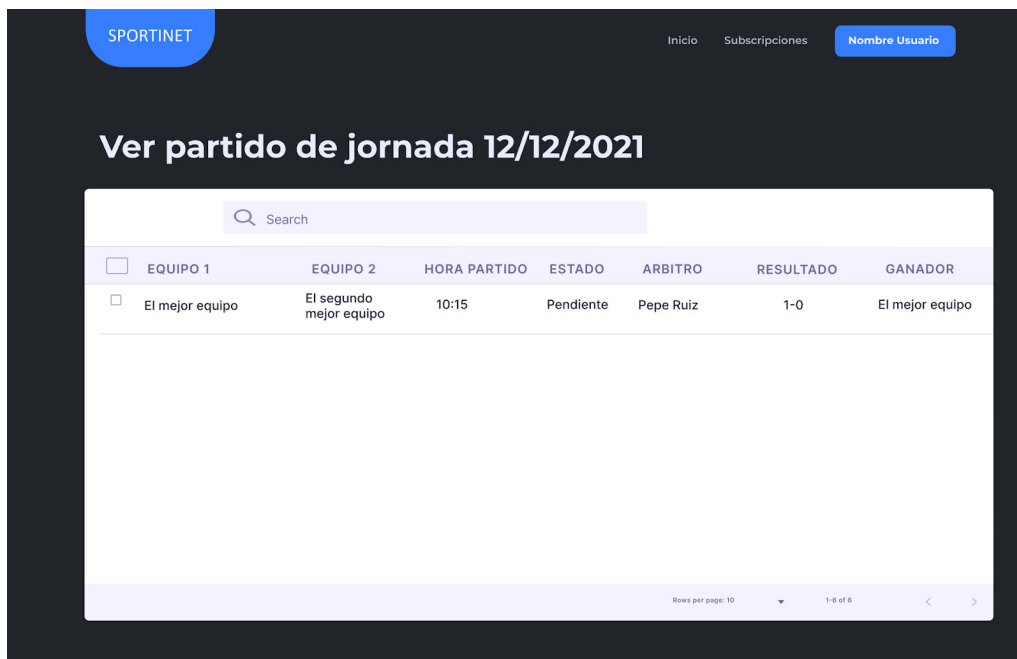 SPORTINET
Inicio Subscripciones Nombre Usuario
Ver partido de jornada 12/12/2021
Search
EQUIPO 1 EQUIPO 2 HORA PARTIDO ESTADO ARBITRO RESULTADO GANADOR
El mejor equipo El segundo mejor equipo 10:15 Pendiente Pepe Ruiz 1-0 El mejor equipo
Rows per page: 10 1-6 of 6